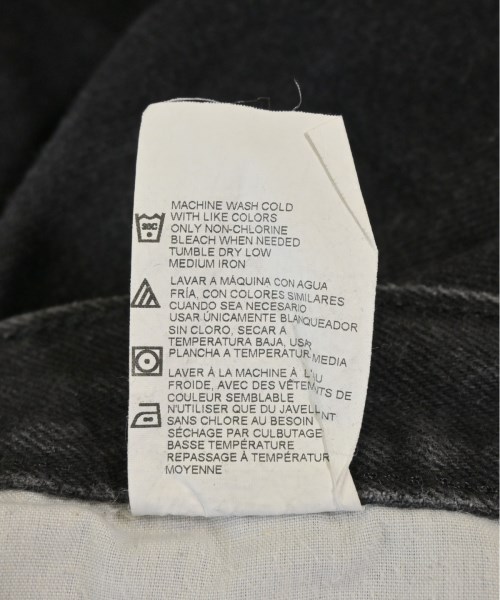 MACHINE WASH COLD
WITH LIKE COLORS
ONLY NON-CHLORINE
BLEACH WHEN NEEDED
TUMBLE DRY LOW
MEDIUM IRON
30C
LAVAR A MÁQUINA CON AGUA
FRÍA, CON COLORES SIMILARES
CUANDO SEA NECESARIO
USAR ÚNICAMENTE BLANQUEADOR
SIN CLORO, SECAR A
TEMPERATURA BAJA, USAR
PLANCHA A TEMPERATUR MEDIA
LAVER À LA MACHINE À L'EAU
FROIDE, AVEC DES VÊTEMENTS DE
COULEUR SEMBLABLE
N'UTILISER QUE DU JAVELLANT
SANS CHLORE AU BESOIN
SÉCHAGE PAR CULBUTAGE
BASSE TEMPÉRATURE
REPASSAGE À TEMPÉRATUR
MOYENNE